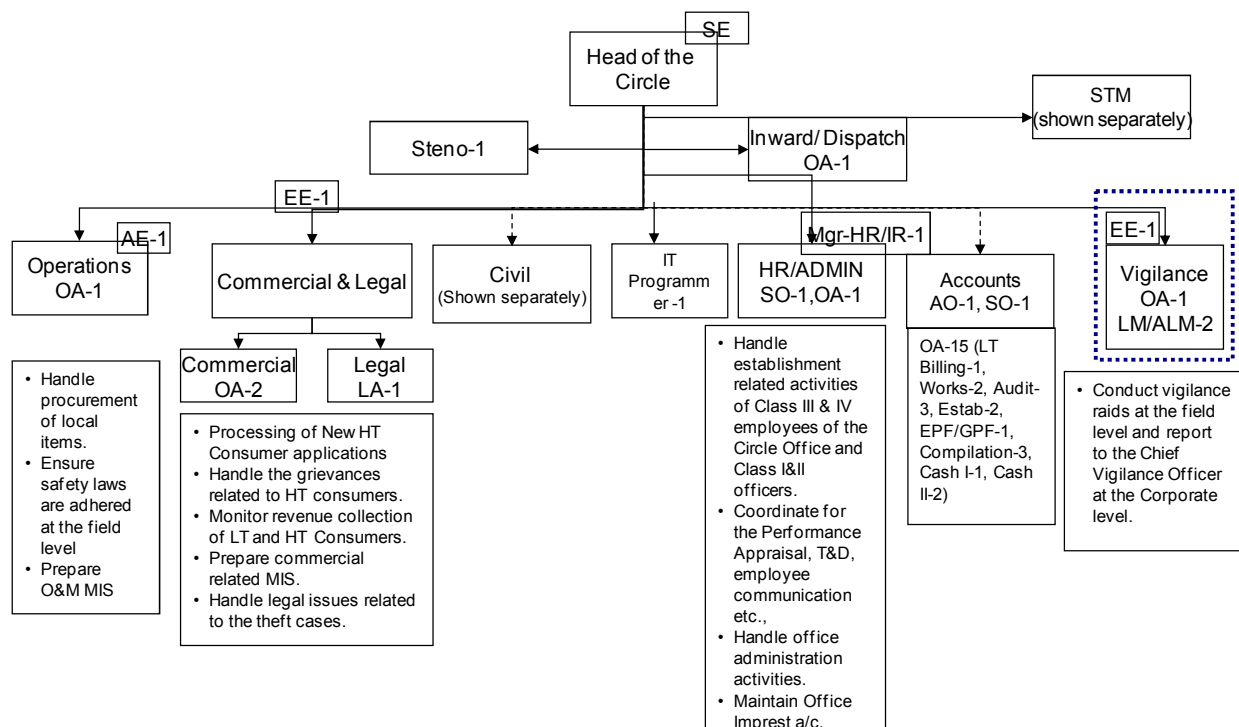 SE
Head of the
Circle
STM
(shown separately)
Steno-1
Inward/ Dispatch
OA-1
EE-1
AE-1
Operations
OA-1
Commercial & Legal
Civil
(Shown separately)
IT
Programm
er -1
Mgr-HR/IR-1
HR/ADMIN
SO-1,OA-1
Accounts
AO-1, SO-1
EE-1
Vigilance
OA-1
LM/ALM-2
Commercial
OA-2
Legal
LA-1
• Handle
procurement
of local
items.
• Ensure
safety laws
are adhered
at the field
level
• Prepare
O&M MIS
• Processing of New HT
Consumer applications
• Handle the grievances
related to HT consumers.
• Monitor revenue collection
of LT and HT Consumers.
• Prepare commercial
related MIS.
• Handle legal issues related
to the theft cases.
• Handle
establishment
related activities
of Class III & IV
employees of the
Circle Office and
Class I&II
officers.
• Coordinate for
the Performance
Appraisal, T&D,
employee
communication
etc.,
• Handle office
administration
activities.
• Maintain Office
Imprest a/c.
OA-15 (LT
Billing-1,
Works-2, Audit-
3, Estab-2,
EPF/GPF-1,
Compilation-3,
Cash I-1, Cash
II-2)
• Conduct vigilance
raids at the field
level and report
to the Chief
Vigilance Officer
at the Corporate
level.